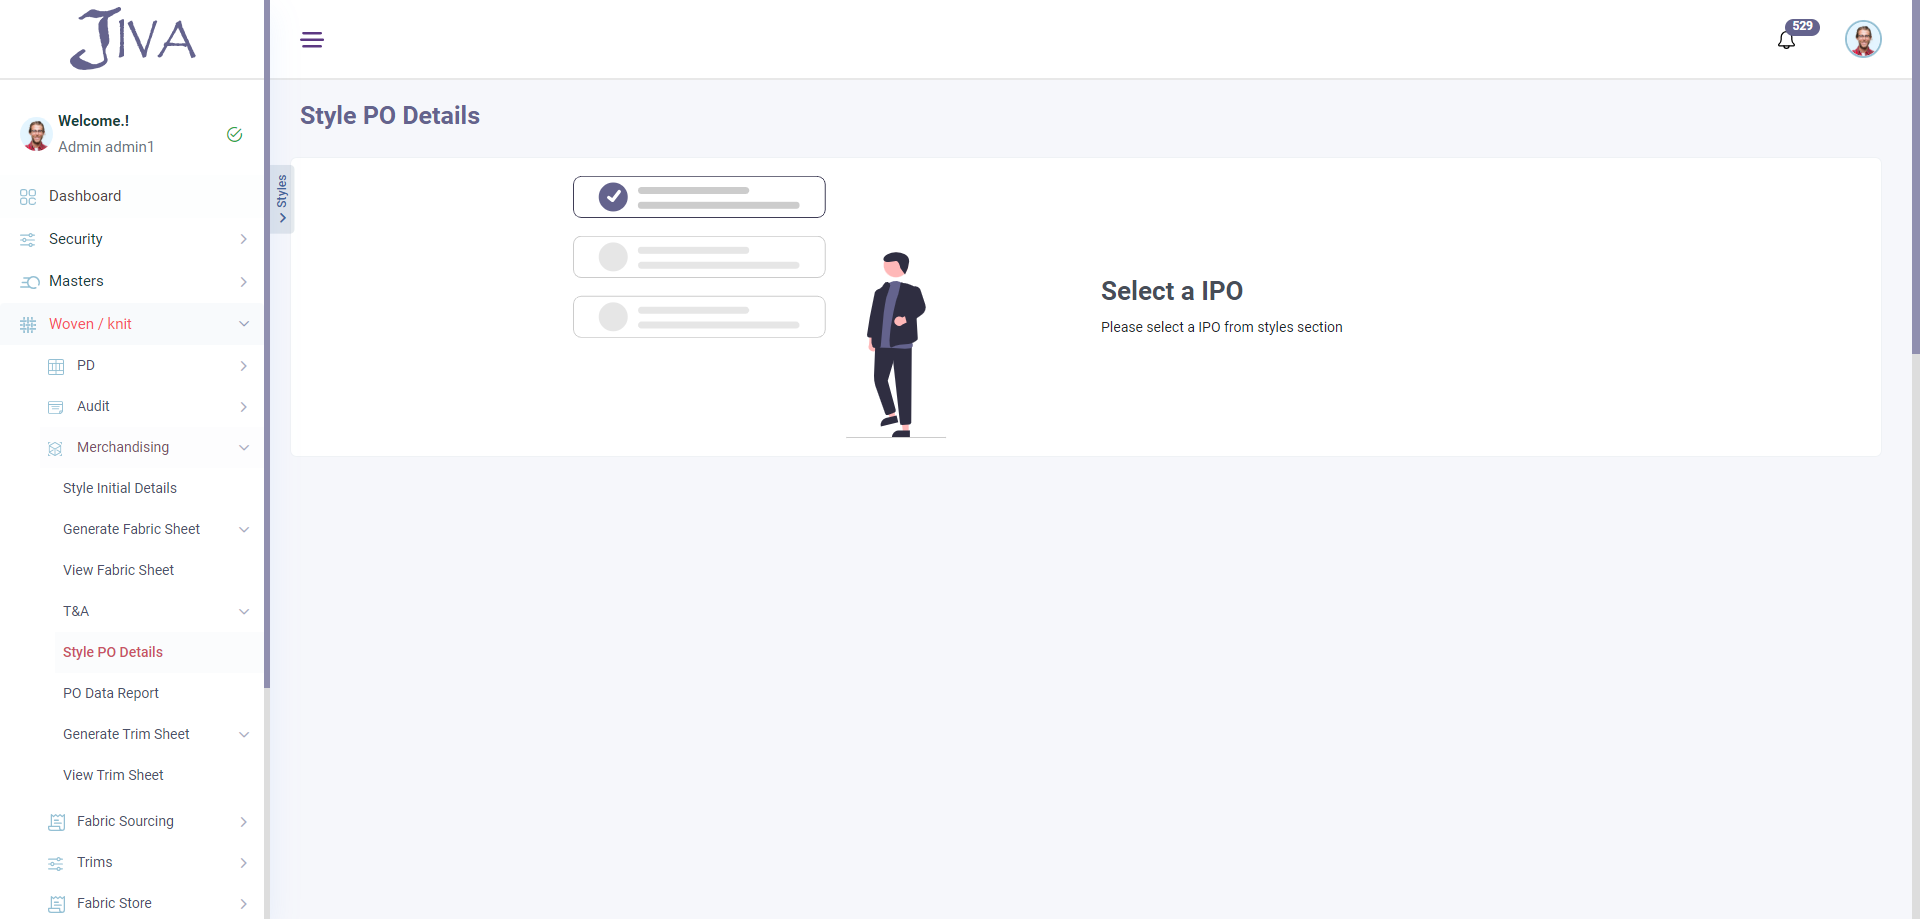 JIVA
529
Welcome.!
Admin admin1
Dashboard
Security
Masters
Woven / knit
PD
Audit
Merchandising
Style Initial Details
Generate Fabric Sheet
View Fabric Sheet
T&A
Style PO Details
PO Data Report
Generate Trim Sheet
View Trim Sheet
Fabric Sourcing
Trims
Fabric Store
Styles
Style PO Details
Select a IPO
Please select a IPO from styles section